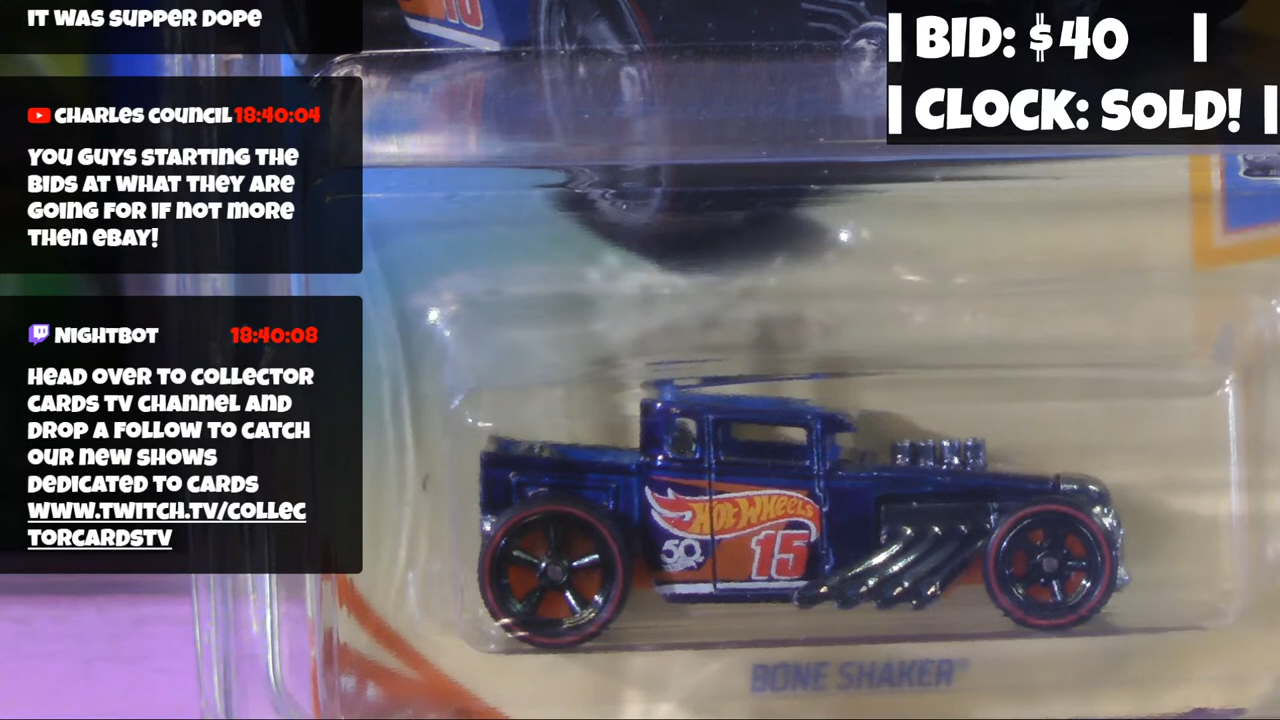 IT WAS SUPPER DOPE
CHARLES COUNCIL 18:40:04
YOU GUYS STARTING THE
BIDS AT WHAT THEY ARE
GOING FOR IF NOT MORE
THEN EBAY!
NIGHTBOT 18:40:08
HEAD OVER TO COLLECTOR
CARDS TV CHANNEL AND
DROP A FOLLOW TO CATCH
OUR NEW SHOWS
DEDICATED TO CARDS
WWW.TWITCH.TV/COLLEC
TORCARDSTV
| BID: $40 |
| CLOCK: SOLD! |
HOT WHEELS
50
15
BONE SHAKER®